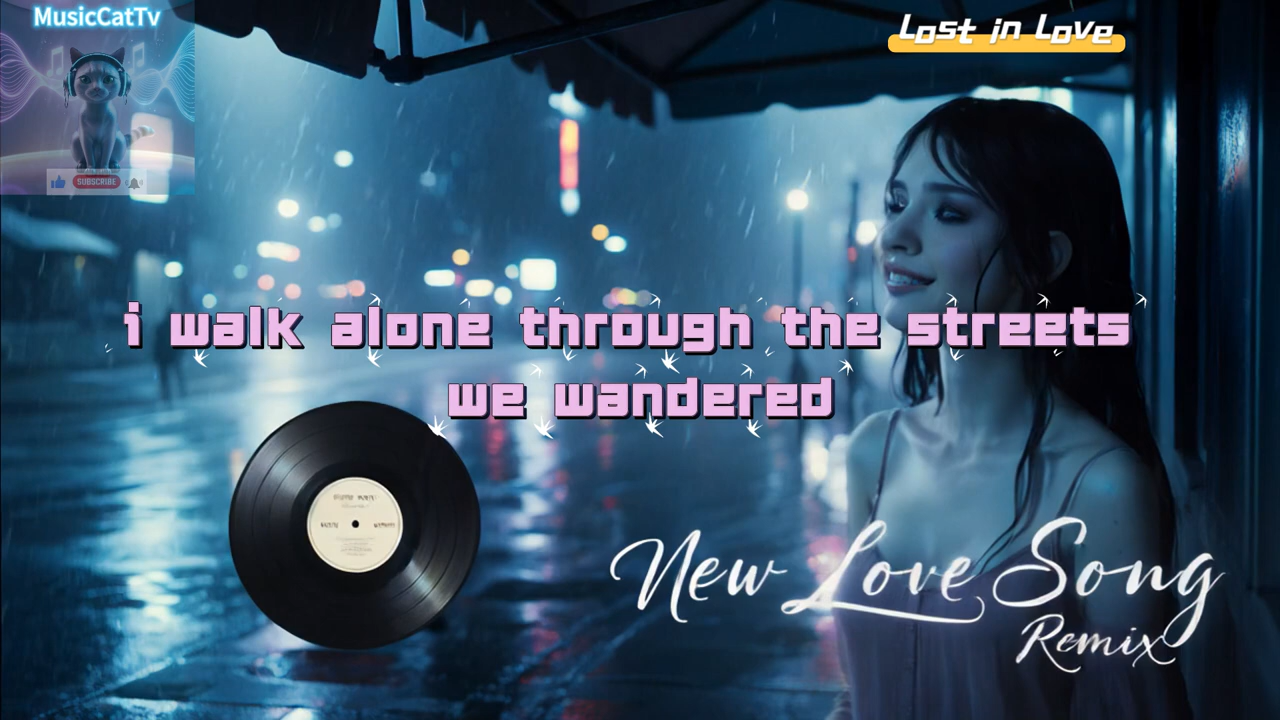 MusicCatTv
Lost in Love
SUBSCRIBE
i walk alone through the streets
we wandered
New Love Song
Remix